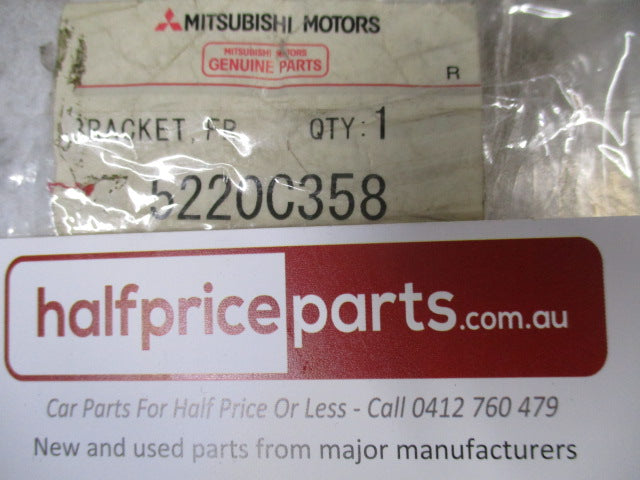 MITSUBISHI MOTORS
MITSUBISHI MOTORS
GENUINE PARTS
R
BRACKET, FR QTY: 1
5220C358
halfpriceparts.com.au
Car Parts For Half Price Or Less - Call 0412 760 479
New and used parts from major manufacturers